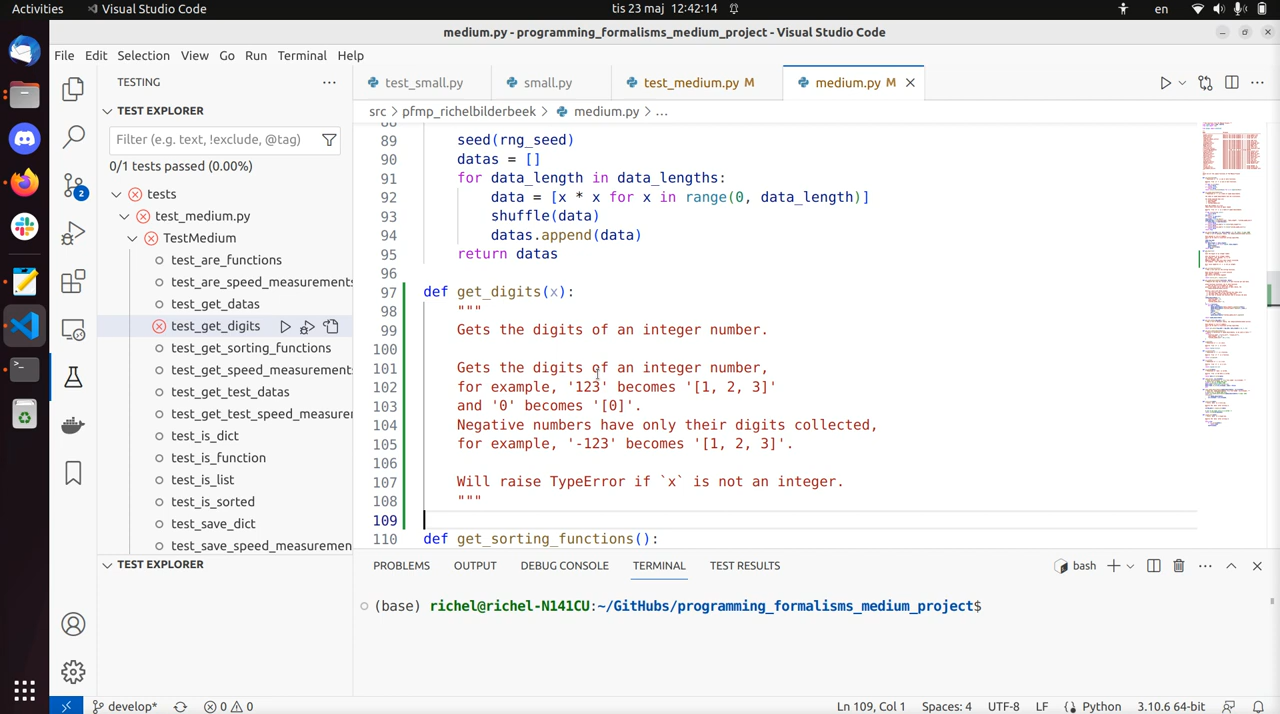 Activities
Visual Studio Code
tis 23 maj 12:42:14
en
medium.py - programming_formalisms_medium_project - Visual Studio Code
File Edit Selection View Go Run Terminal Help
TESTING
test_small.py
small.py
test_medium.py M
medium.py M
TEST EXPLORER
Filter (e.g. text, !exclude, @tag)
0/1 tests passed (0.00%)
2
tests
test_medium.py
TestMedium
test_are_functions
test_are_speed_measurements
test_get_datas
test_get_digits
test_get_sorting_functions
test_get_speed_measurement
test_get_test_datas
test_get_test_speed_measure
test_is_dict
test_is_function
test_is_list
test_is_sorted
test_save_dict
test_save_speed_measuremen
TEST EXPLORER
src > pfmp_richelbilderbeek > medium.py > ...
89 seed(rng_seed)
90 datas = []
91 for data_length in data_lengths:
92 data = [x * x for x in range(0, data_length)]
93 shuffle(data)
94 datas.append(data)
95 return datas
96
97 def get_digits(x):
98 """
99 Gets the digits of an integer number.
100
101 Gets the digits of an integer number,
102 for example, '123' becomes '[1, 2, 3]'
103 and '0' becomes '[0]'.
104 Negative numbers have only their digits collected,
105 for example, '-123' becomes '[1, 2, 3]'.
106
107 Will raise TypeError if `x` is not an integer.
108 """
109
110 def get_sorting_functions():
PROBLEMS OUTPUT DEBUG CONSOLE TERMINAL TEST RESULTS
bash
(base) richel@richel-N141CU:~/GitHubs/programming_formalisms_medium_project$
develop*
0 0
Ln 109, Col 1
Spaces: 4
UTF-8
LF
Python
3.10.6 64-bit